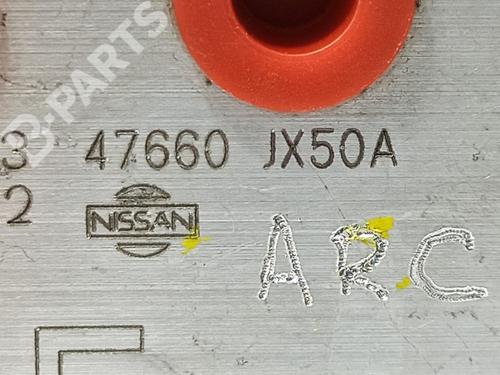 B-PARTS
3 47660 JX50A
2 NISSAN
ARC